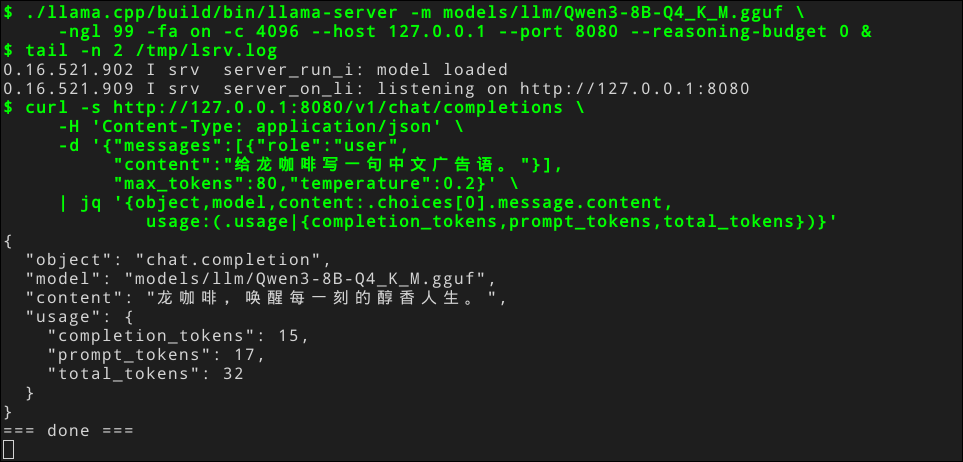 $ ./llama.cpp/build/bin/llama-server -m models/llm/Qwen3-8B-Q4_K_M.gguf \
     -ngl 99 -fa on -c 4096 --host 127.0.0.1 --port 8080 --reasoning-budget 0 &
$ tail -n 2 /tmp/lsrv.log
0.16.521.902 I srv  server_run_i: model loaded
0.16.521.909 I srv  server_on_li: listening on http://127.0.0.1:8080
$ curl -s http://127.0.0.1:8080/v1/chat/completions \
     -H 'Content-Type: application/json' \
     -d '{"messages":[{"role":"user",
          "content":"给龙咖啡写一句中文广告语。"}],
          "max_tokens":80,"temperature":0.2}' \
     | jq '{object,model,content:.choices[0].message.content,
             usage:(.usage|{completion_tokens,prompt_tokens,total_tokens})}'
{
  "object": "chat.completion",
  "model": "models/llm/Qwen3-8B-Q4_K_M.gguf",
  "content": "龙咖啡，唤醒每一刻的醇香人生。",
  "usage": {
    "completion_tokens": 15,
    "prompt_tokens": 17,
    "total_tokens": 32
  }
}
=== done ===